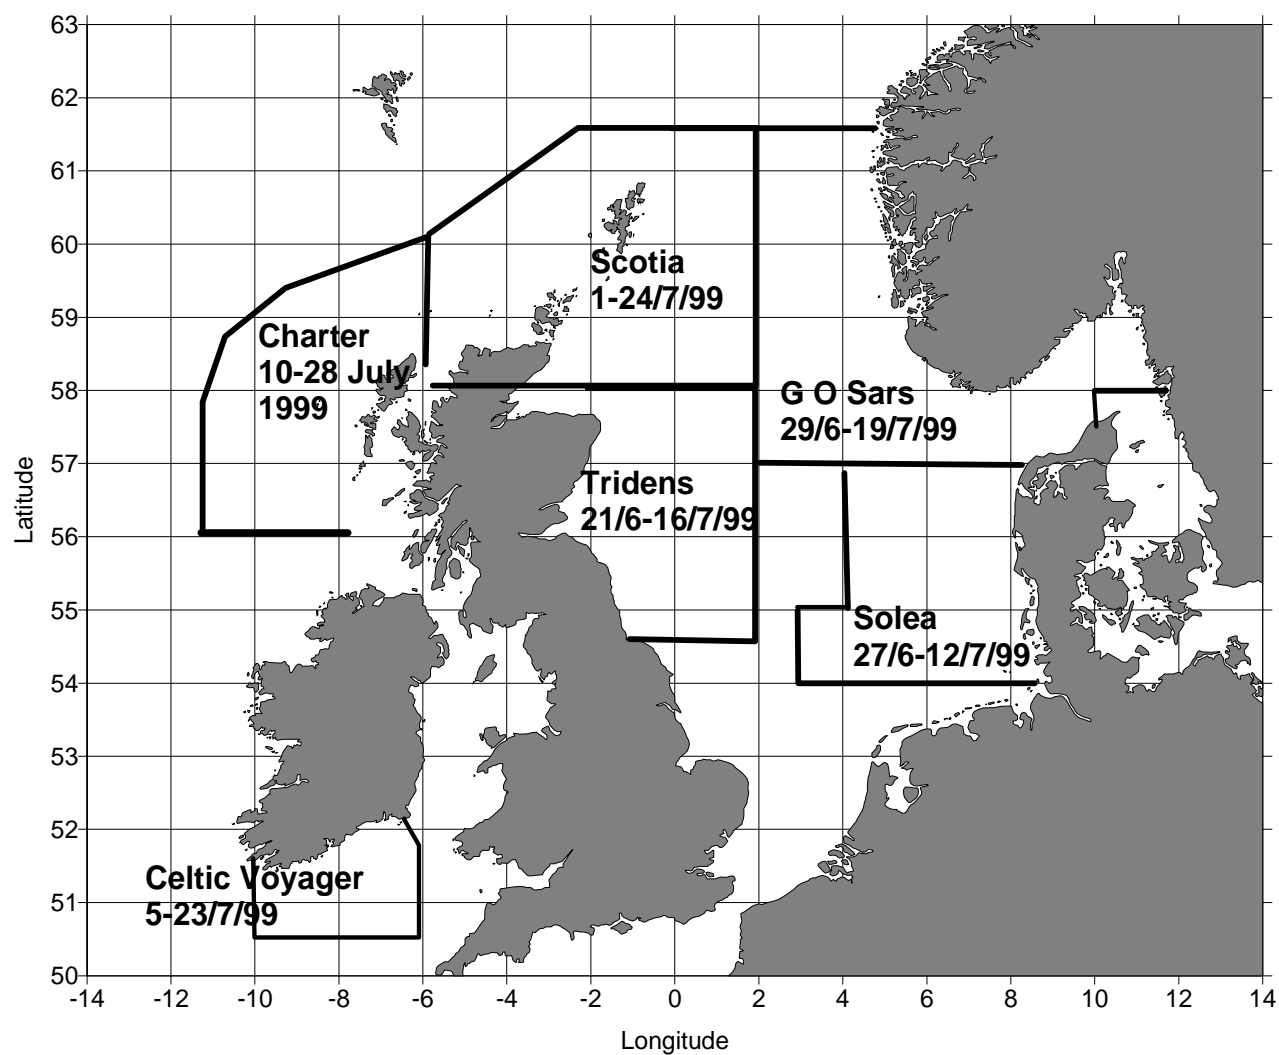 63
62
61
60
59
58
57
56
55
54
53
52
51
50
Latitude
Scotia
1-24/7/99
Charter
10-28 July
1999
G O Sars
29/6-19/7/99
Tridens
21/6-16/7/99
Solea
27/6-12/7/99
Celtic Voyager
5-23/7/99
-14 -12 -10 -8 -6 -4 -2 0 2 4 6 8 10 12 14
Longitude